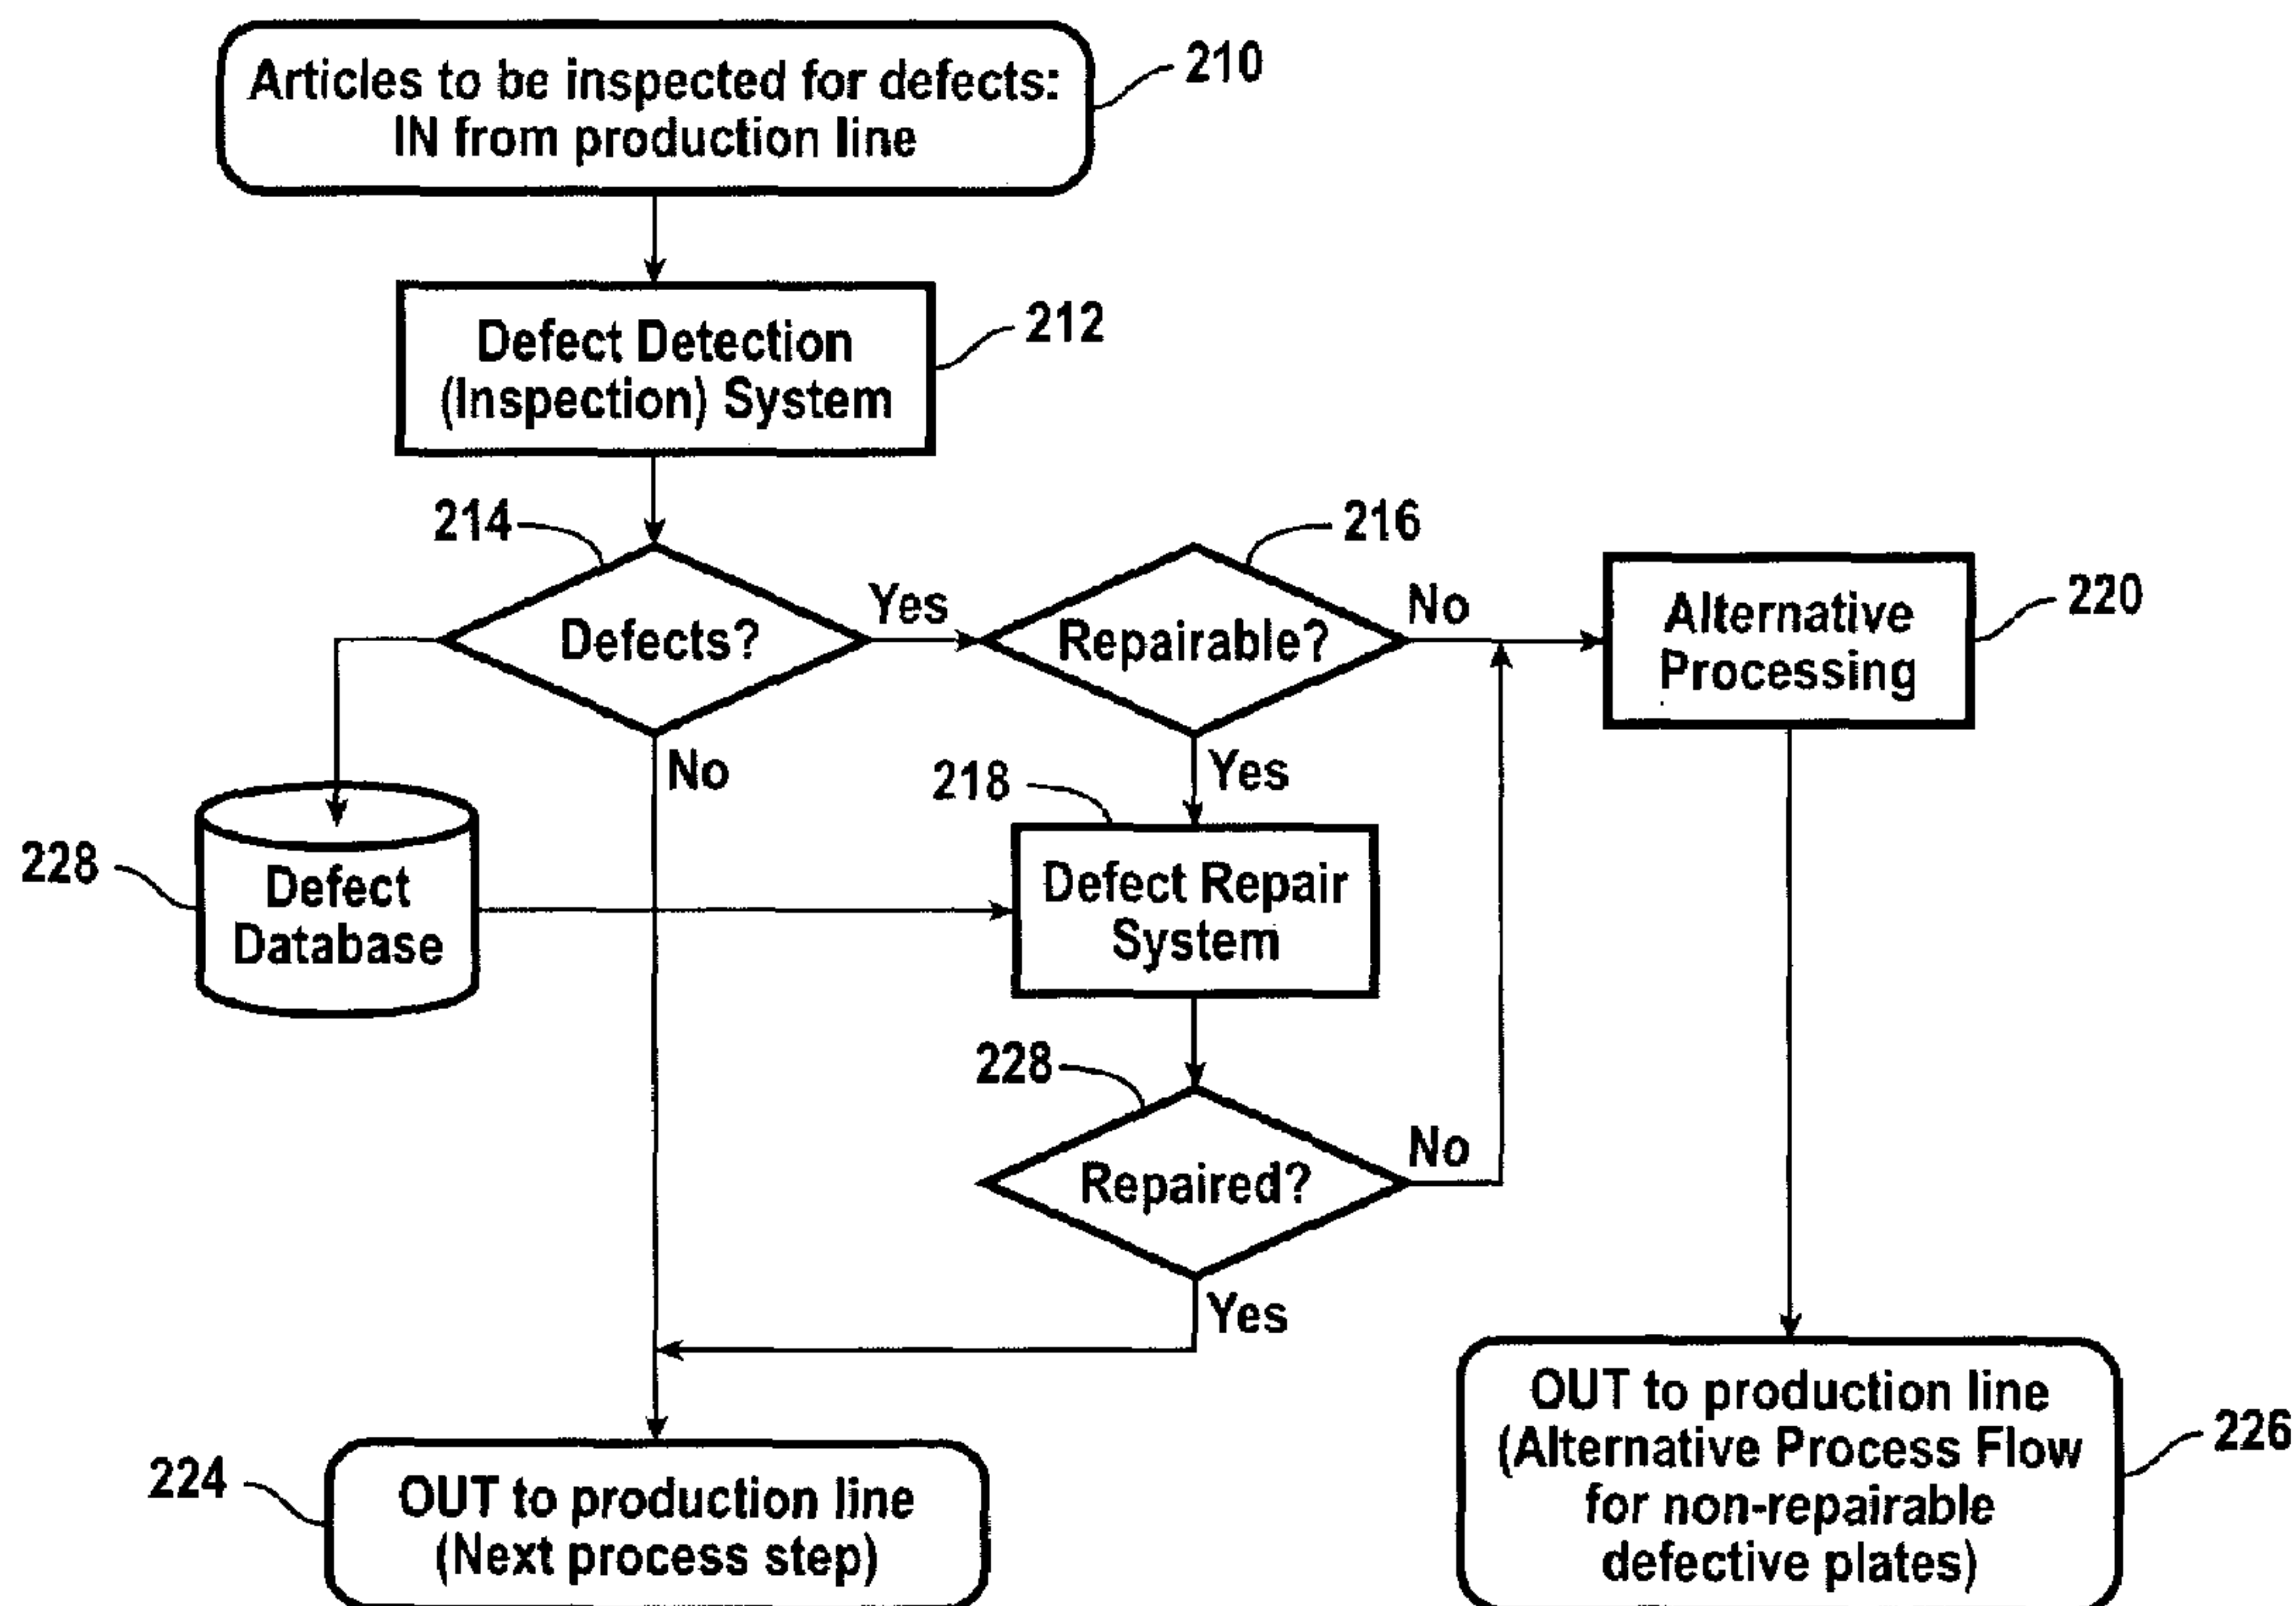 Articles to be inspected for defects:
IN from production line
210
Defect Detection
(Inspection) System
212
214
Defects?
Yes
No
216
Repairable?
No
Yes
Alternative
Processing
220
228
Defect
Database
218
Defect Repair
System
228
Repaired?
No
Yes
224
OUT to production line
(Next process step)
OUT to production line
(Alternative Process Flow
for non-repairable
defective plates)
226